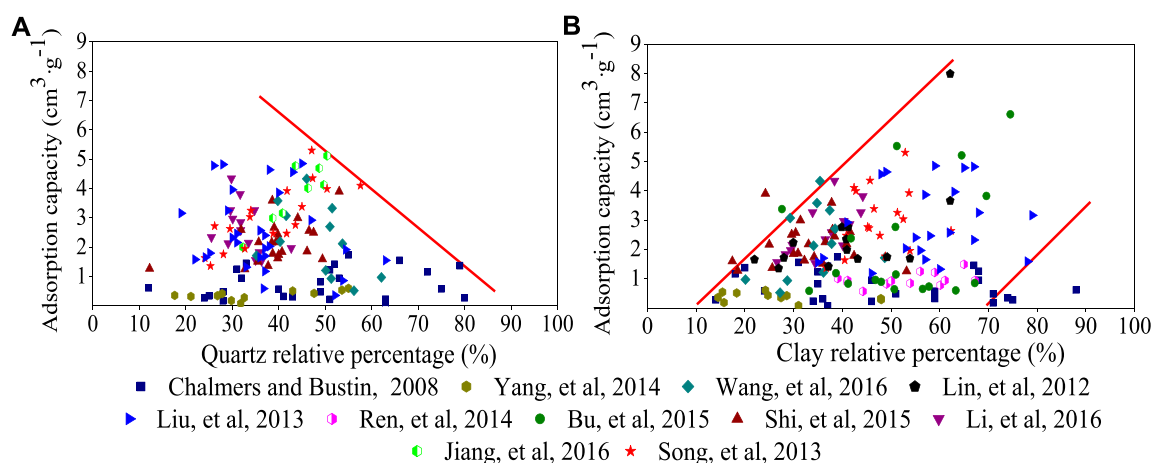 A
B
Adsorption capacity (cm³·g⁻¹)
9
8
7
6
5
4
3
2
1
0 10 20 30 40 50 60 70 80 90 100
Quartz relative percentage (%)
Adsorption capacity (cm³·g⁻¹)
9
8
7
6
5
4
3
2
1
0 10 20 30 40 50 60 70 80 90 100
Clay relative percentage (%)
Chalmers and Bustin, 2008 Yang, et al, 2014 Wang, et al, 2016 Lin, et al, 2012
Liu, et al, 2013 Ren, et al, 2014 Bu, et al, 2015 Shi, et al, 2015 Li, et al, 2016
Jiang, et al, 2016 Song, et al, 2013